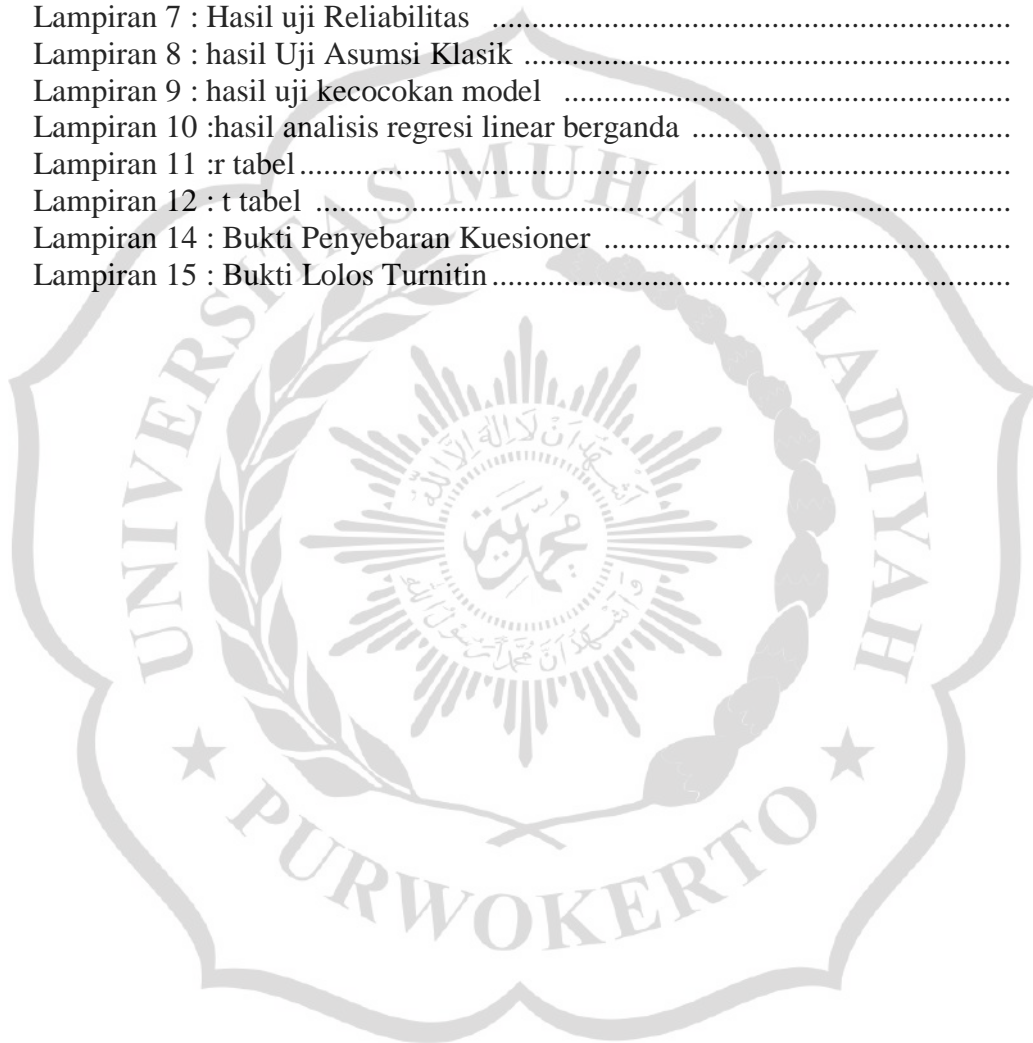 Lampiran 7 : Hasil uji Reliabilitas ..........................................................................
Lampiran 8 : hasil Uji Asumsi Klasik ......................................................................
Lampiran 9 : hasil uji kecocokan model ................................................................
Lampiran 10 :hasil analisis regresi linear berganda ..............................................
Lampiran 11 :r tabel.....................................................................................................
Lampiran 12 : t tabel ...................................................................................................
Lampiran 14 : Bukti Penyebaran Kuesioner ..........................................................
Lampiran 15 : Bukti Lolos Turnitin..........................................................................
UNIVERSITAS MUHAMMADIYAH
★ PURWOKERTO ★